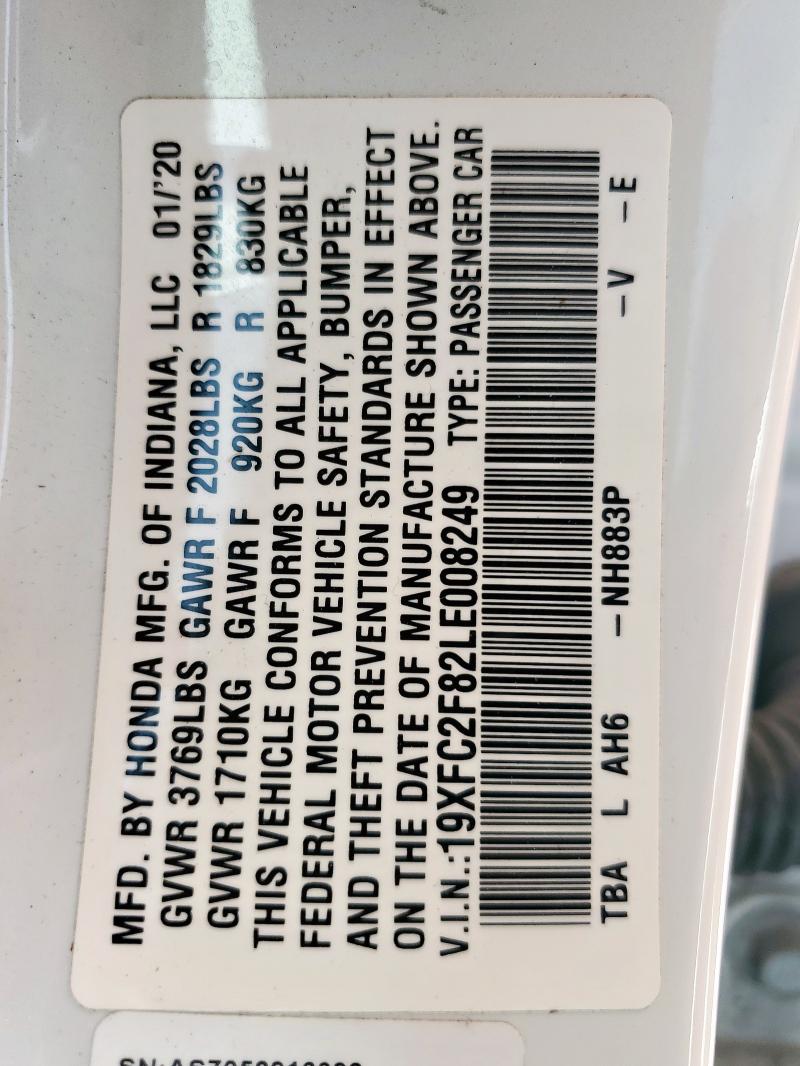 MFD. BY HONDA MFG. OF INDIANA, LLC 01/'20
GVWR 3769LBS GAWR F 2028LBS R 1829LBS
GVWR 1710KG GAWR F 920KG R 830KG
THIS VEHICLE CONFORMS TO ALL APPLICABLE
FEDERAL MOTOR VEHICLE SAFETY, BUMPER,
AND THEFT PREVENTION STANDARDS IN EFFECT
ON THE DATE OF MANUFACTURE SHOWN ABOVE.
V.I.N.:19XFC2F82LE008249 TYPE: PASSENGER CAR
TBA L AH6 –NH883P –V –E